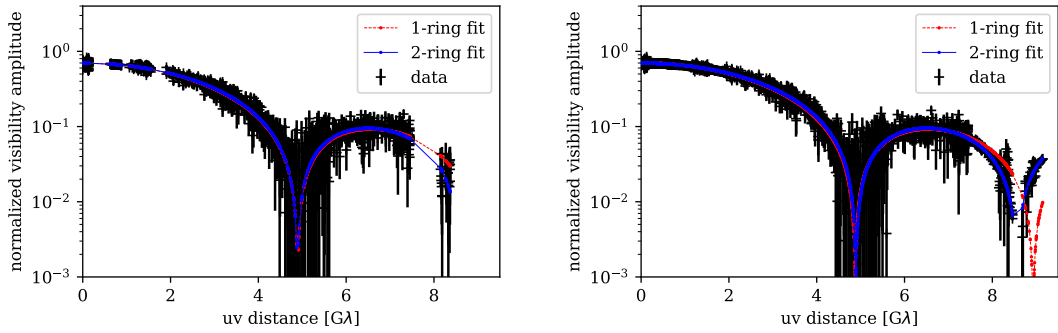 1-ring fit
2-ring fit
data
normalized visibility amplitude
10⁰
10⁻¹
10⁻²
10⁻³
0 2 4 6 8
uv distance [Gλ]
1-ring fit
2-ring fit
data
normalized visibility amplitude
10⁰
10⁻¹
10⁻²
10⁻³
0 2 4 6 8
uv distance [Gλ]